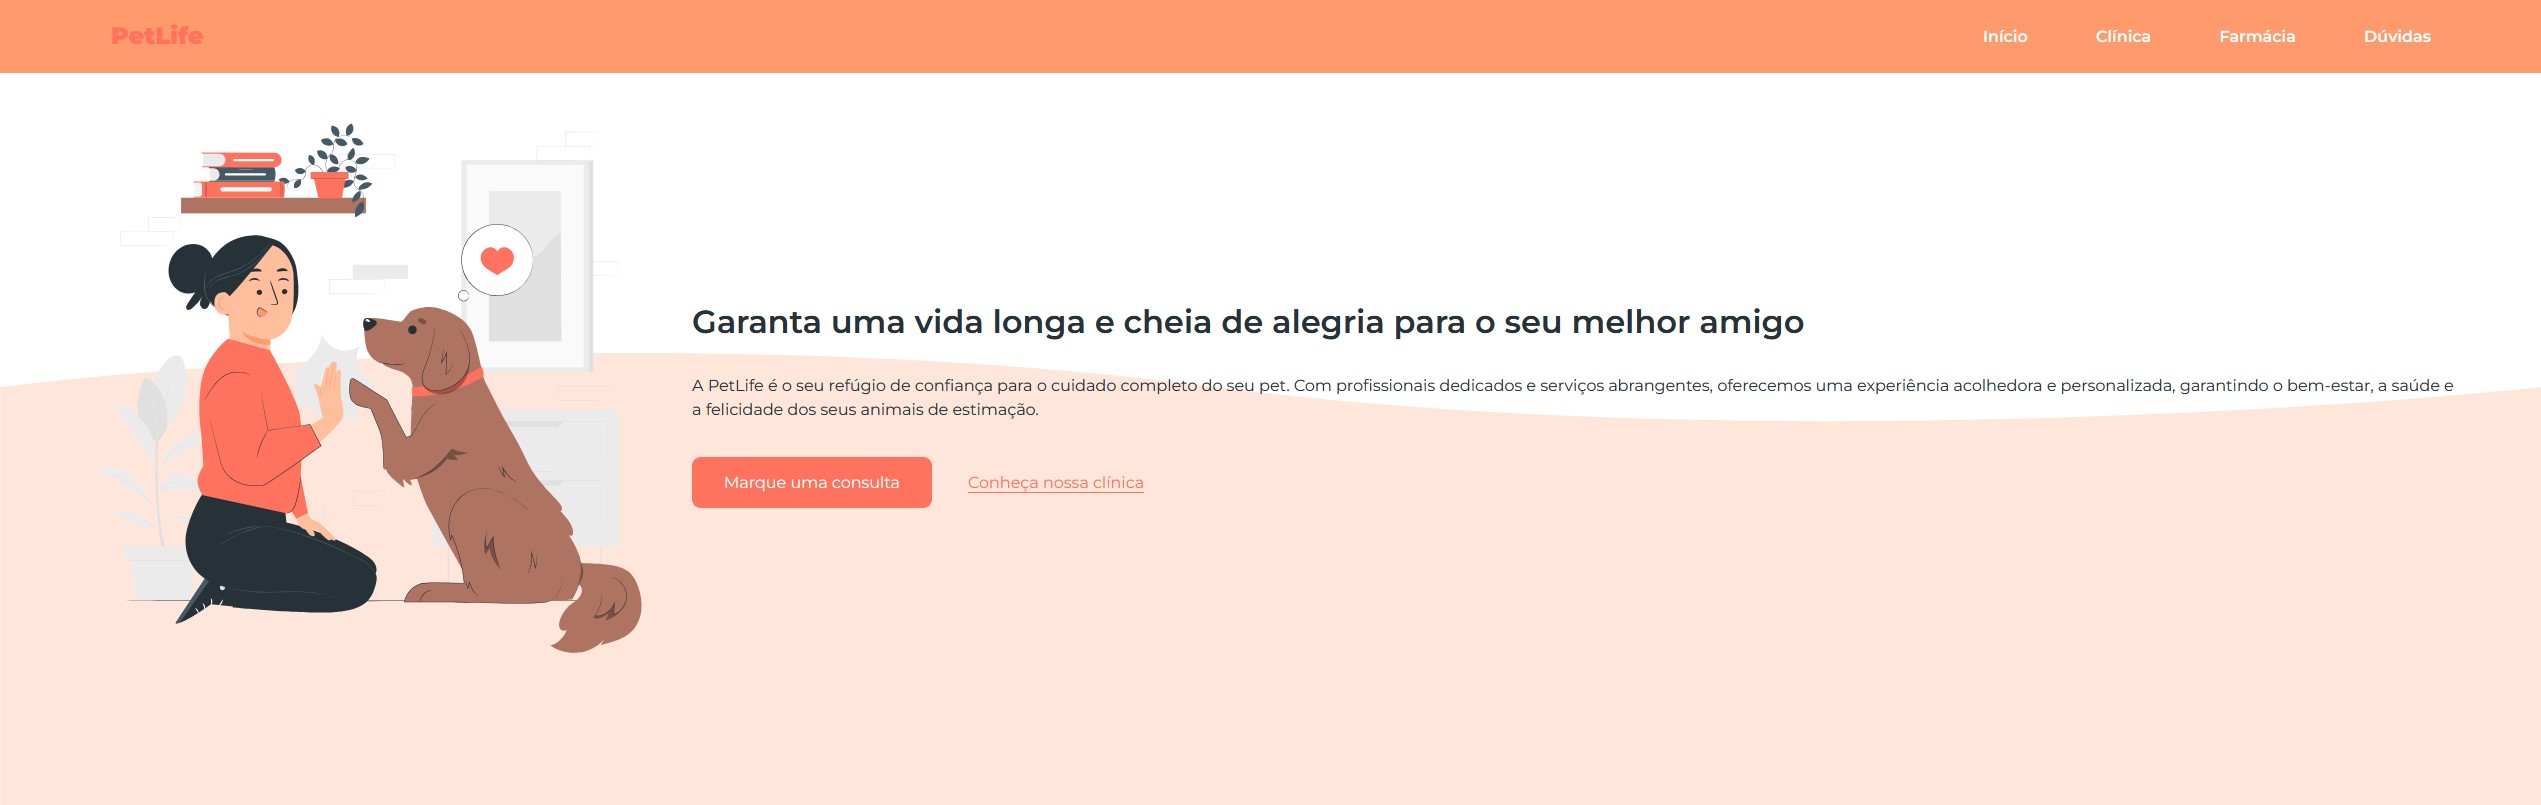 PetLife
Início
Clínica
Farmácia
Dúvidas
Garanta uma vida longa e cheia de alegria para o seu melhor amigo
A PetLife é o seu refúgio de confiança para o cuidado completo do seu pet. Com profissionais dedicados e serviços abrangentes, oferecemos uma experiência acolhedora e personalizada, garantindo o bem-estar, a saúde e
a felicidade dos seus animais de estimação.
Marque uma consulta
Conheça nossa clínica